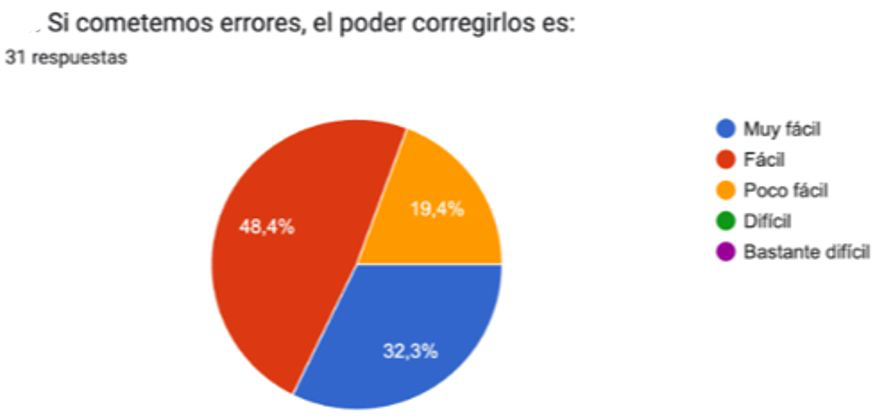 Si cometemos errores, el poder corregirlos es:
31 respuestas
Muy fácil
Fácil
Poco fácil
Difícil
Bastante difícil
48,4%
19,4%
32,3%